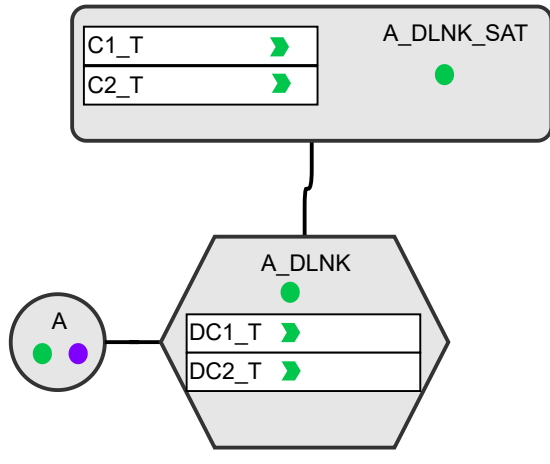 C1_T
A_DLNK_SAT
C2_T
A_DLNK
A
DC1_T
DC2_T